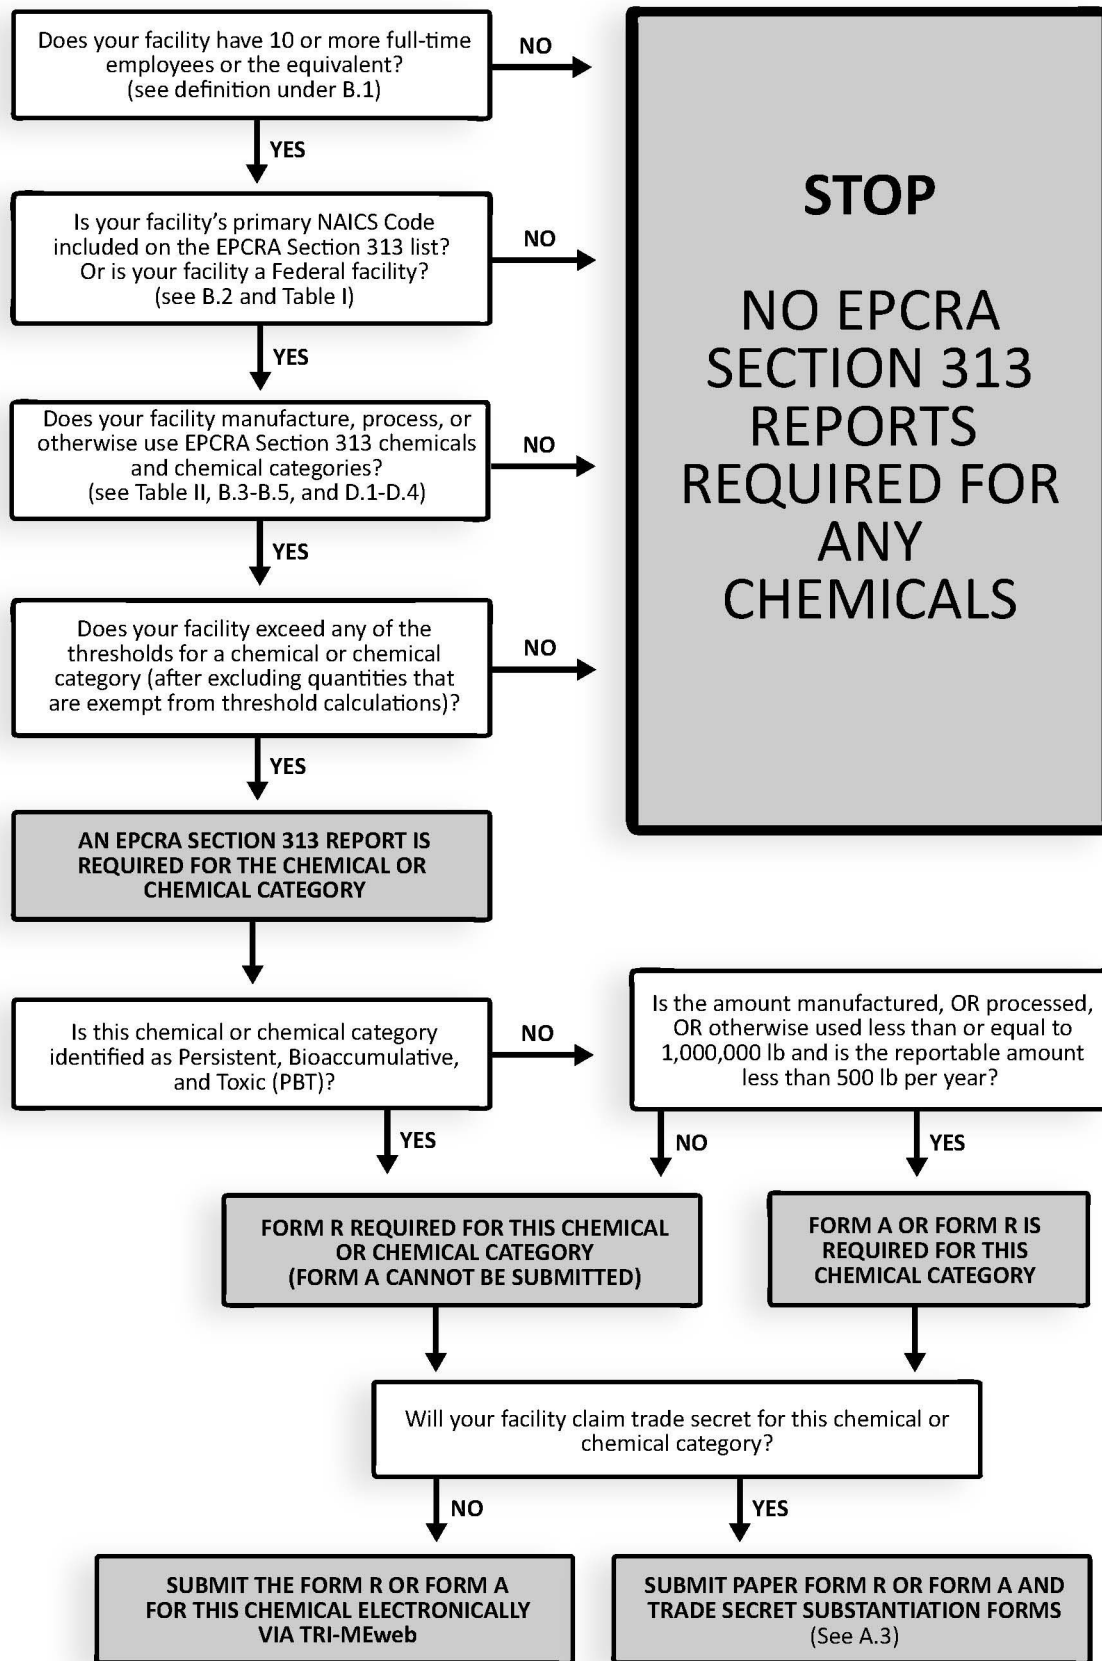 Does your facility have 10 or more full-time
employees or the equivalent?
(see definition under B.1)
NO
YES
Is your facility’s primary NAICS Code
included on the EPCRA Section 313 list?
Or is your facility a Federal facility?
(see B.2 and Table I)
NO
YES
Does your facility manufacture, process, or
otherwise use EPCRA Section 313 chemicals
and chemical categories?
(see Table II, B.3-B.5, and D.1-D.4)
NO
YES
Does your facility exceed any of the
thresholds for a chemical or chemical
category (after excluding quantities that
are exempt from threshold calculations)?
NO
YES
STOP
NO EPCRA
SECTION 313
REPORTS
REQUIRED FOR
ANY
CHEMICALS
AN EPCRA SECTION 313 REPORT IS
REQUIRED FOR THE CHEMICAL OR
CHEMICAL CATEGORY
Is this chemical or chemical category
identified as Persistent, Bioaccumulative,
and Toxic (PBT)?
NO
YES
Is the amount manufactured, OR processed,
OR otherwise used less than or equal to
1,000,000 lb and is the reportable amount
less than 500 lb per year?
NO
YES
FORM R REQUIRED FOR THIS CHEMICAL
OR CHEMICAL CATEGORY
(FORM A CANNOT BE SUBMITTED)
FORM A OR FORM R IS
REQUIRED FOR THIS
CHEMICAL CATEGORY
Will your facility claim trade secret for this chemical or
chemical category?
NO
YES
SUBMIT THE FORM R OR FORM A
FOR THIS CHEMICAL ELECTRONICALLY
VIA TRI-MEweb
SUBMIT PAPER FORM R OR FORM A AND
TRADE SECRET SUBSTANTIATION FORMS
(See A.3)